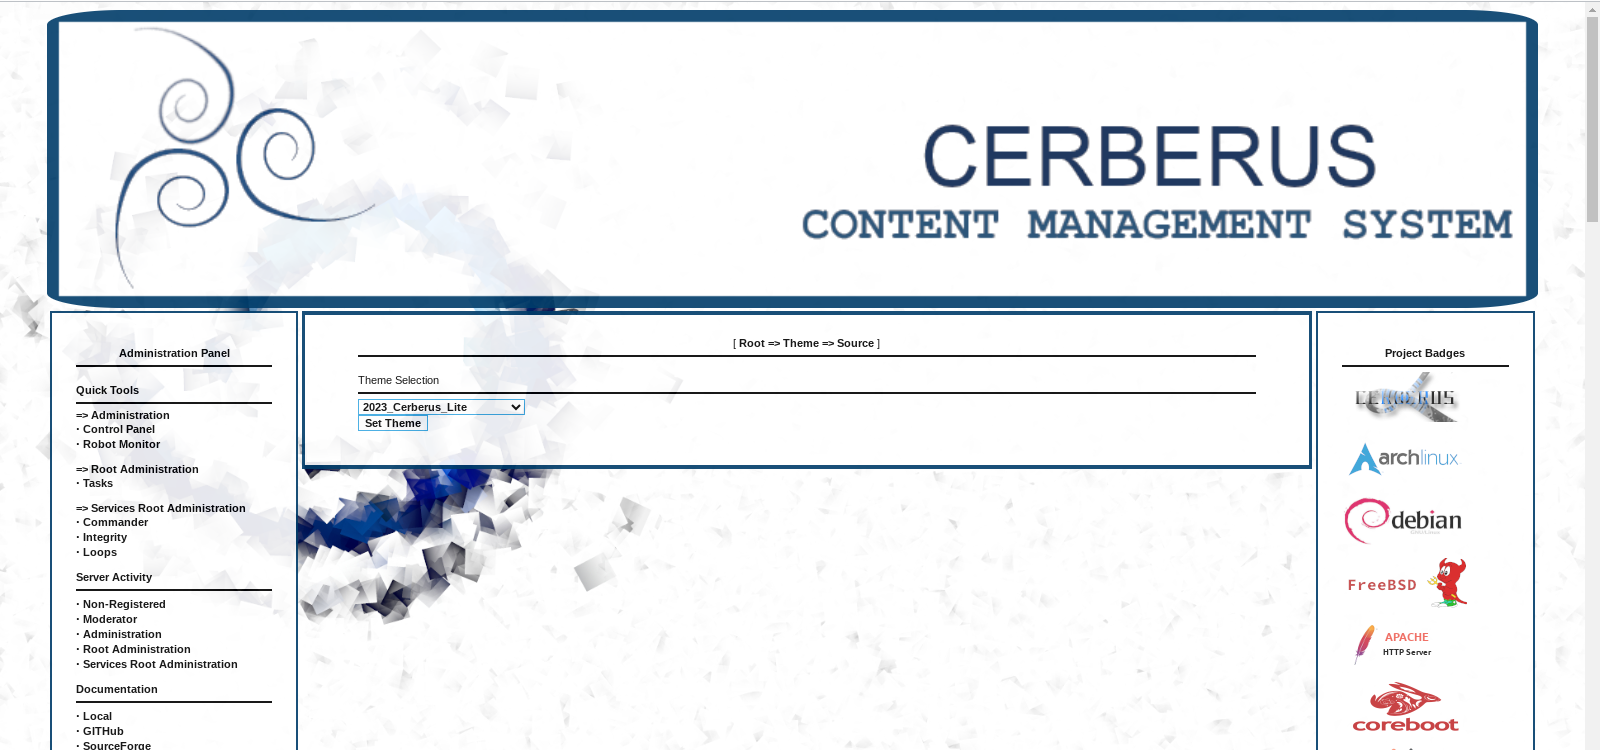 CERBERUS
CONTENT MANAGEMENT SYSTEM
Administration Panel
Quick Tools
=> Administration
· Control Panel
· Robot Monitor
=> Root Administration
· Tasks
=> Services Root Administration
· Commander
· Integrity
· Loops
Server Activity
· Non-Registered
· Moderator
· Administration
· Root Administration
· Services Root Administration
Documentation
· Local
· GITHub
· SourceForge
[ Root => Theme => Source ]
Theme Selection
2023_Cerberus_Lite
Set Theme
Project Badges
CERBERUS
archlinux
debian
FreeBSD
APACHE
HTTP Server
coreboot